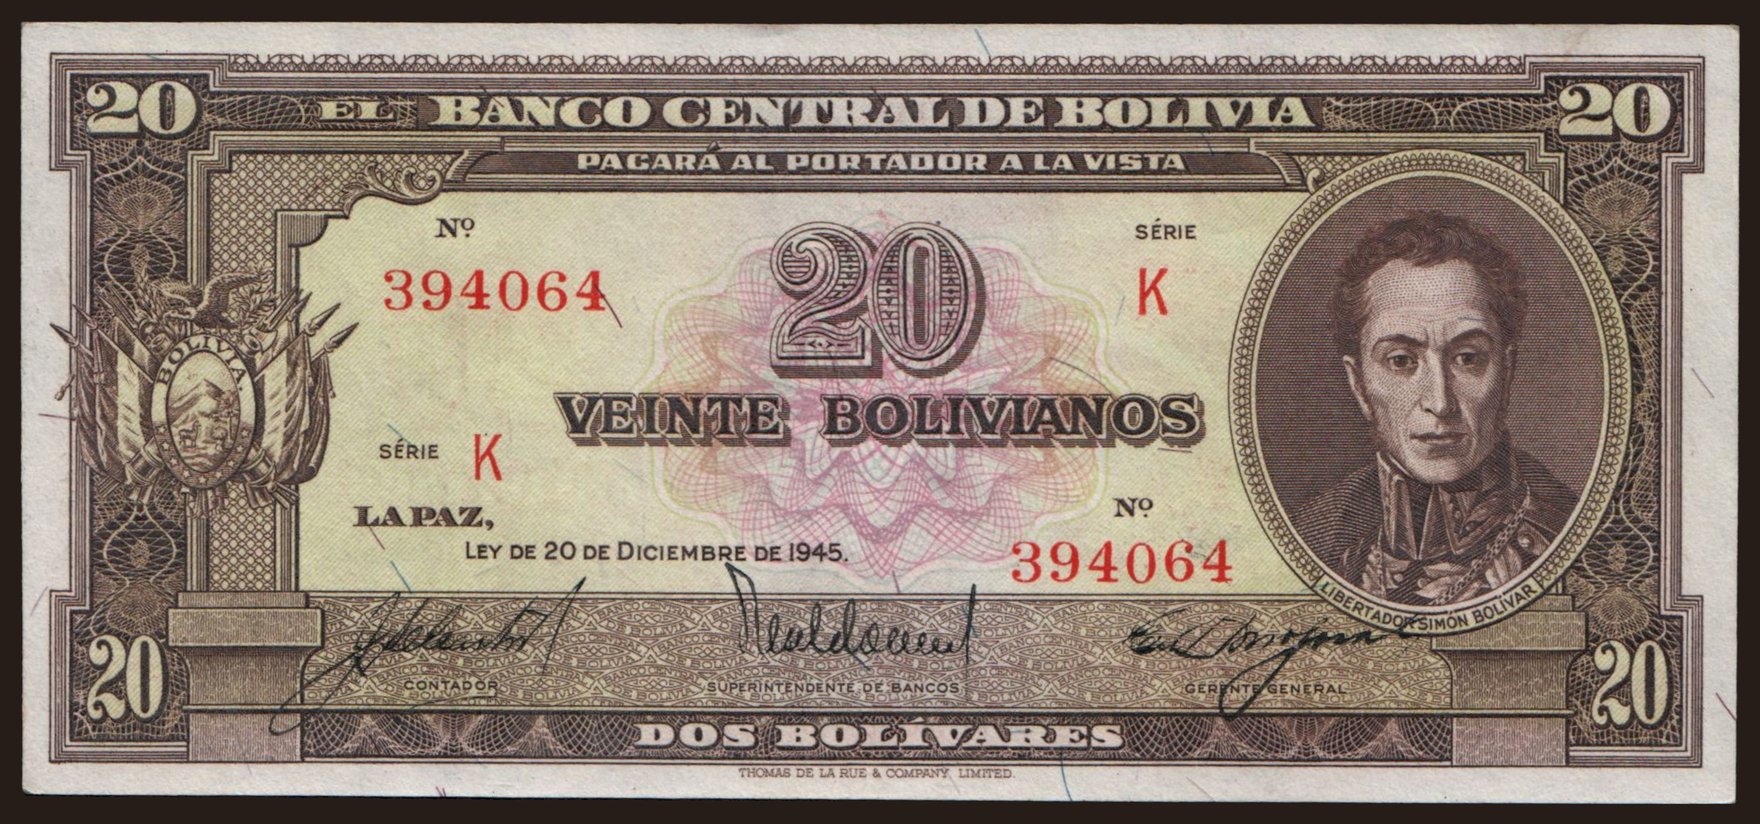 20 EL BANCO CENTRAL DE BOLIVIA 20
PAGARÁ AL PORTADOR A LA VISTA
Nº 20 SÉRIE
394064 K
BOLIVIA
VEINTE BOLIVIANOS
SÉRIE K
LA PAZ, Nº
LEY DE 20 DE DICIEMBRE DE 1945. 394064
LIBERTADOR SIMÓN BOLÍVAR
CONTADOR SUPERINTENDENTE DE BANCOS GERENTE GENERAL
20 DOS BOLÍVARES 20
THOMAS DE LA RUE & COMPANY, LIMITED.